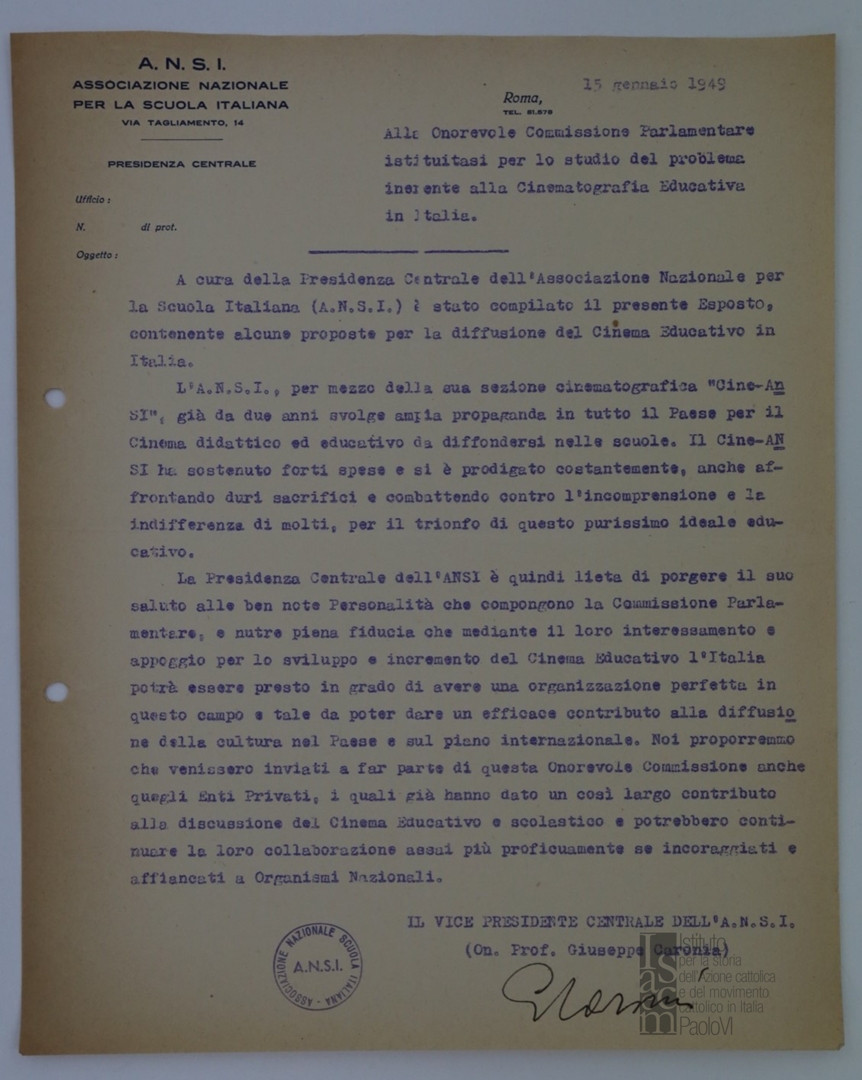 A. N. S. I.
ASSOCIAZIONE NAZIONALE
PER LA SCUOLA ITALIANA
VIA TAGLIAMENTO, 14
PRESIDENZA CENTRALE
Ufficio :
N. di prot.
Oggetto :
Roma, 15 gennaio 1949
TEL. 81.578
Alla Onorevole Commissione Parlamentare
istituitasi per lo studio del problema
inerente alla Cinematografia Educativa
in Italia.
A cura della Presidenza Centrale dell'Associazione Nazionale per
la Scuola Italiana (A.N.S.I.) è stato compilato il presente Esposto,
contenente alcune proposte per la diffusione del Cinema Educativo in
Italia.
L'A.N.S.I., per mezzo della sua sezione cinematografica "Cine-An
SI", già da due anni svolge ampia propaganda in tutto il Paese per il
Cinema didattico ed educativo da diffondersi nelle scuole. Il Cine-AN
SI ha sostenuto forti spese e si è prodigato costantemente, anche af-
frontando duri sacrifici e combattendo contro l'incomprensione e la
indifferenza di molti, per il trionfo di questo purissimo ideale edu-
cativo.
La Presidenza Centrale dell'ANSI è quindi lieta di porgere il suo
saluto alle ben note Personalità che compongono la Commissione Parla-
mentare, e nutre piena fiducia che mediante il loro interessamento e
appoggio per lo sviluppo e incremento del Cinema Educativo l'Italia
potrà essere presto in grado di avere una organizzazione perfetta in
questo campo e tale da poter dare un efficace contributo alla diffusio
ne della cultura nel Paese e sul piano internazionale. Noi proporremmo
che venissero inviati a far parte di questa Onorevole Commissione anche
quegli Enti Privati, i quali già hanno dato un così largo contributo
alla discussione del Cinema Educativo e scolastico e potrebbero conti-
nuare la loro collaborazione assai più proficuamente se incoraggiati e
affiancati a Organismi Nazionali.
IL VICE PRESIDENTE CENTRALE DELL'A.N.S.I.
(On. Prof. Giuseppe Caronia)
ASSOCIAZIONE NAZIONALE SCUOLA ITALIANA
A.N.S.I.
Isacem
Istituto
per la storia
dell'Azione cattolica
e del movimento
cattolico in Italia
PaoloVI